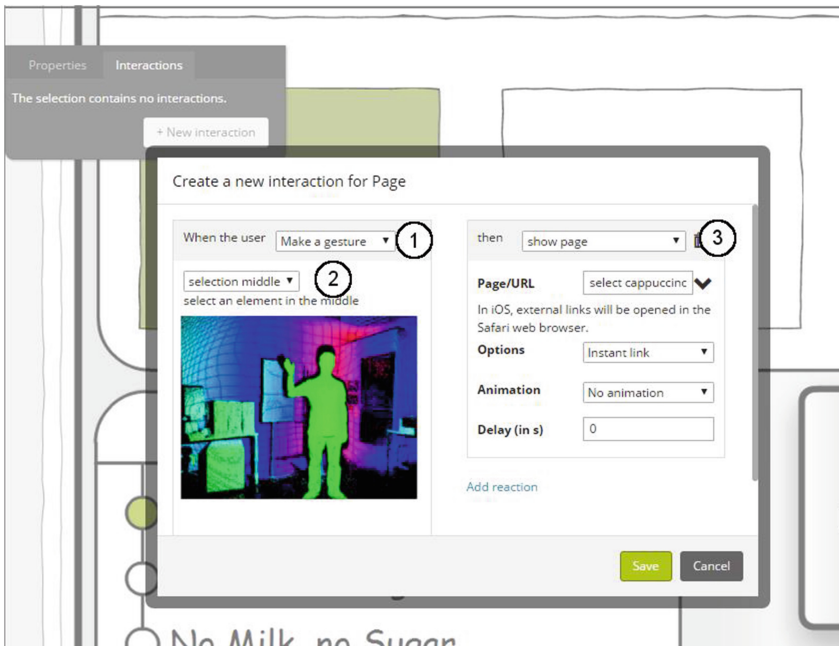 Properties
Interactions
The selection contains no interactions.
+ New interaction
Create a new interaction for Page
When the user
Make a gesture
1
selection middle
2
select an element in the middle
then
show page
3
Page/URL
select cappuccinc
In iOS, external links will be opened in the
Safari web browser.
Options
Instant link
Animation
No animation
Delay (in s)
0
Add reaction
Save
Cancel
No Milk, no Sugar